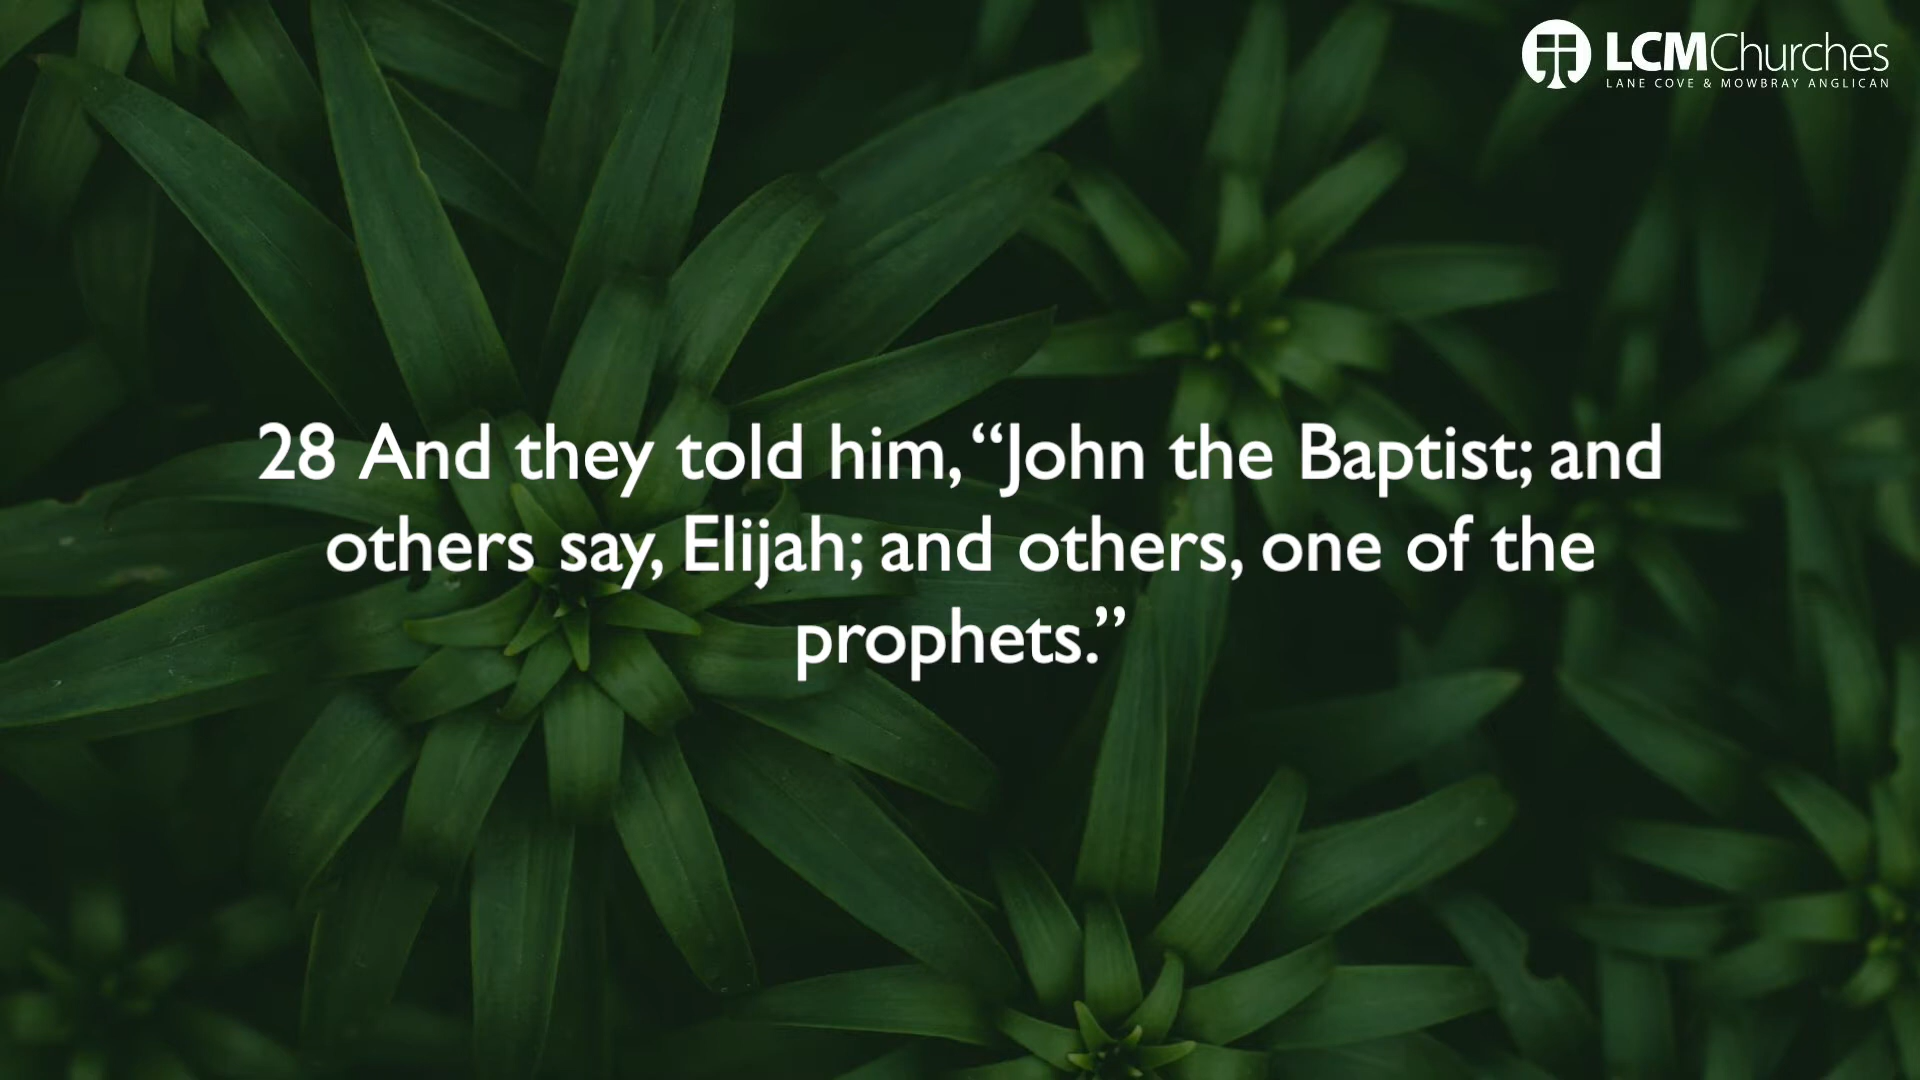 LCMChurches
LANE COVE & MOWBRAY ANGLICAN
28 And they told him, “John the Baptist; and
others say, Elijah; and others, one of the
prophets.”